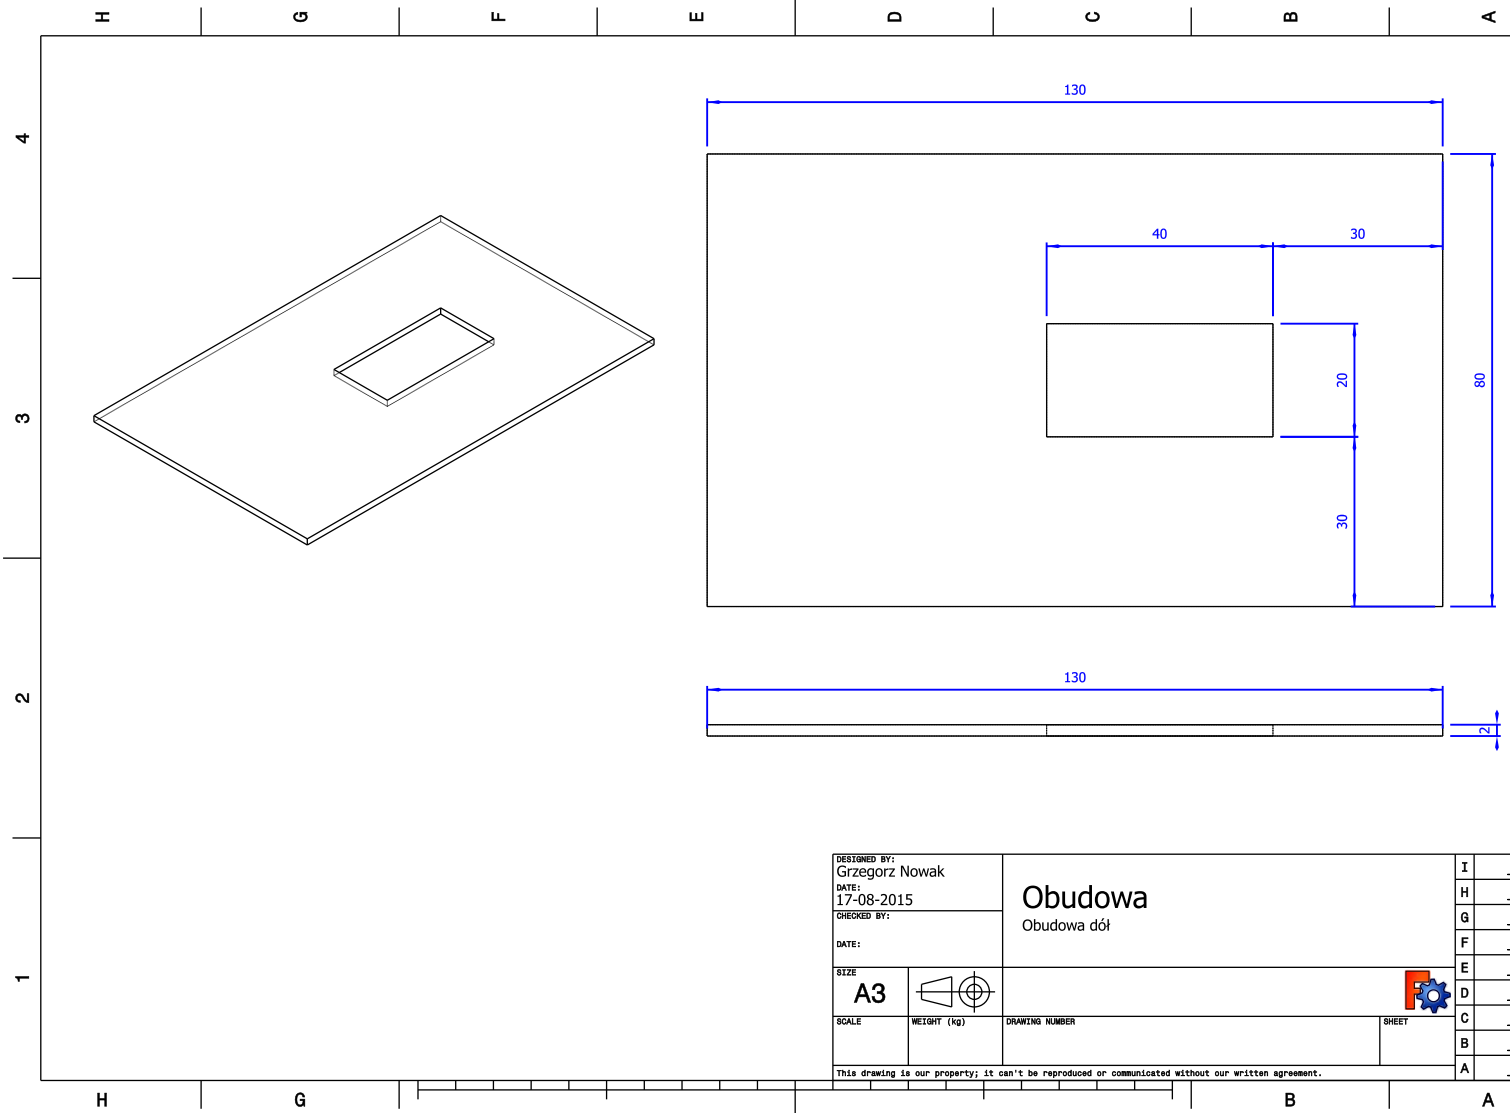 H G F E D C B A
4
130
40
30
3
20
80
30
2
130
2
1
DESIGNED BY:
Grzegorz Nowak
DATE:
17-08-2015
CHECKED BY:
DATE:
Obudowa
Obudowa dół
SIZE
A3
SCALE
WEIGHT (kg)
DRAWING NUMBER
SHEET
This drawing is our property; it can't be reproduced or communicated without our written agreement.
I
H
G
F
E
D
C
B
A
H G B A